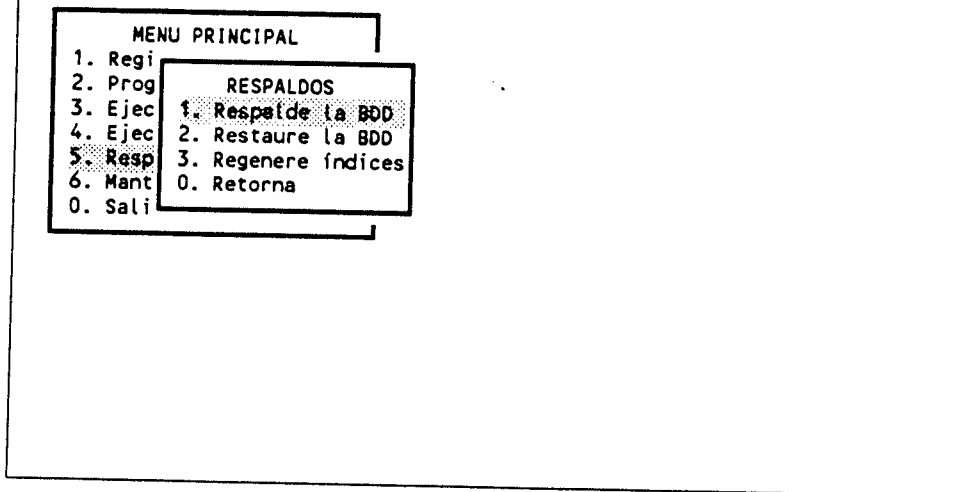 MENU PRINCIPAL
1. Regi
2. Prog
3. Ejec
4. Ejec
5. Resp
6. Mant
0. Sali
RESPALDOS
1. Respalde la BDD
2. Restaure la BDD
3. Regenere índices
0. Retorna